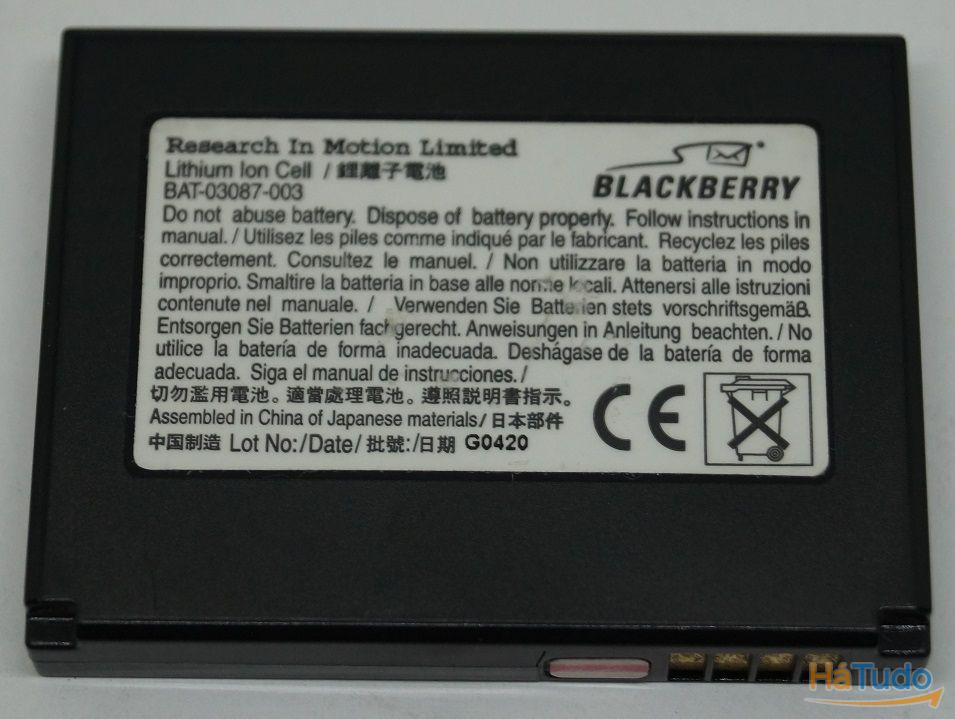 Research In Motion Limited
Lithium Ion Cell / 鋰離子電池
BAT-03087-003
BLACKBERRY
Do not abuse battery. Dispose of battery properly. Follow instructions in
manual. / Utilisez les piles comme indiqué par le fabricant. Recyclez les piles
correctement. Consultez le manuel. / Non utilizzare la batteria in modo
improprio. Smaltire la batteria in base alle norme locali. Attenersi alle istruzioni
contenute nel manuale. / Verwenden Sie Batterien stets vorschriftsgemäß.
Entsorgen Sie Batterien fachgerecht. Anweisungen in Anleitung beachten. / No
utilice la batería de forma inadecuada. Deshágase de la batería de forma
adecuada. Siga el manual de instrucciones. /
切勿濫用電池。適當處理電池。遵照説明書指示。
Assembled in China of Japanese materials/ 日本部件
中国制造 Lot No:/Date/ 批號:/日期 G0420
CE
HáTudo